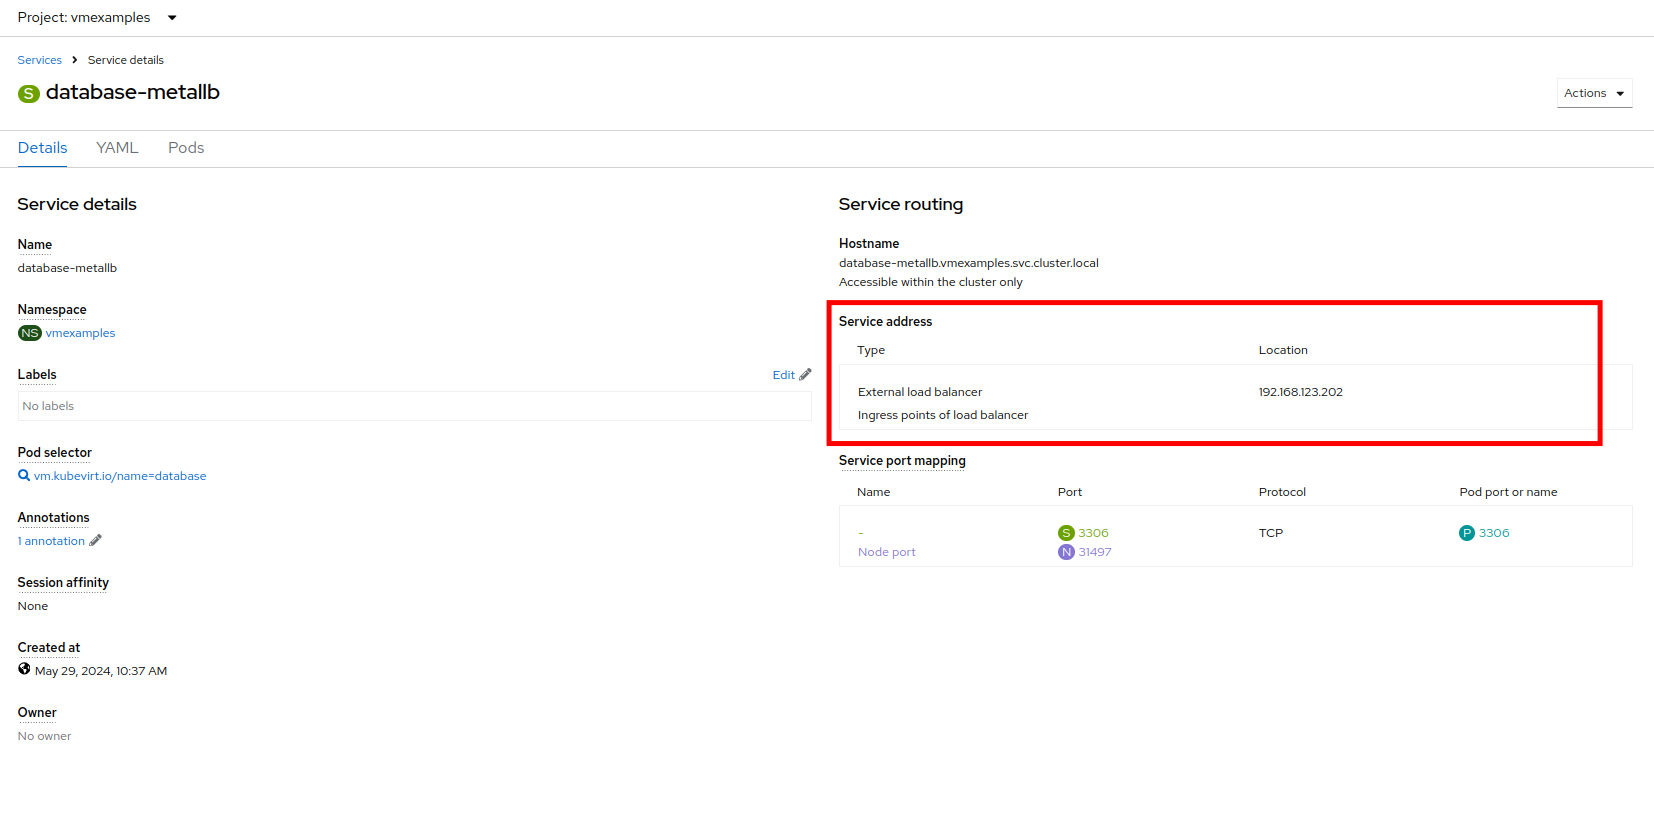 Project: vmexamples
Services > Service details
S database-metallb
Actions
Details YAML Pods
Service details
Name
database-metallb
Namespace
NS vmexamples
Labels
Edit
No labels
Pod selector
vm.kubevirt.io/name=database
Annotations
1 annotation
Session affinity
None
Created at
May 29, 2024, 10:37 AM
Owner
No owner
Service routing
Hostname
database-metallb.vmexamples.svc.cluster.local
Accessible within the cluster only
Service address
Type Location
External load balancer 192.168.123.202
Ingress points of load balancer
Service port mapping
Name Port Protocol Pod port or name
- S 3306 TCP P 3306
Node port N 31497